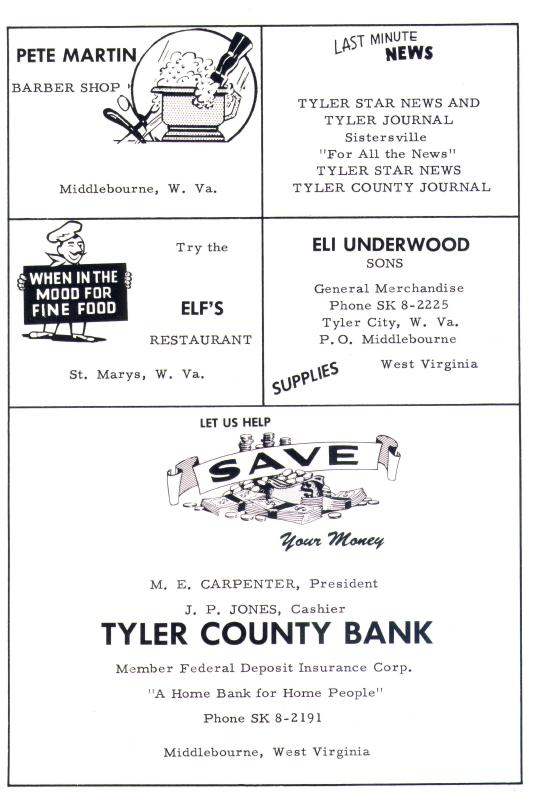 PETE MARTIN
BARBER SHOP
Middlebourne, W. Va.
LAST MINUTE
NEWS
TYLER STAR NEWS AND
TYLER JOURNAL
Sistersville
"For All the News"
TYLER STAR NEWS
TYLER COUNTY JOURNAL
WHEN IN THE
MOOD FOR
FINE FOOD
Try the
ELF'S
RESTAURANT
St. Marys, W. Va.
ELI UNDERWOOD
SONS
General Merchandise
Phone SK 8-2225
Tyler City, W. Va.
P.O. Middlebourne
West Virginia
SUPPLIES
LET US HELP
SAVE
Your Money
M. E. CARPENTER, President
J. P. JONES, Cashier
TYLER COUNTY BANK
Member Federal Deposit Insurance Corp.
"A Home Bank for Home People"
Phone SK 8-2191
Middlebourne, West Virginia